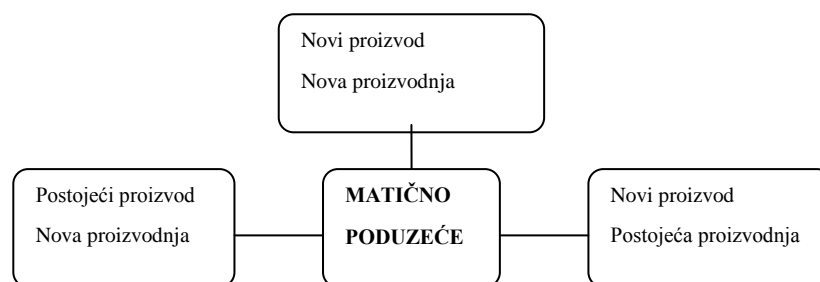 Novi proizvod
Nova proizvodnja
Postojeći proizvod
Nova proizvodnja
MATIČNO
PODUZEĆE
Novi proizvod
Postojeća proizvodnja